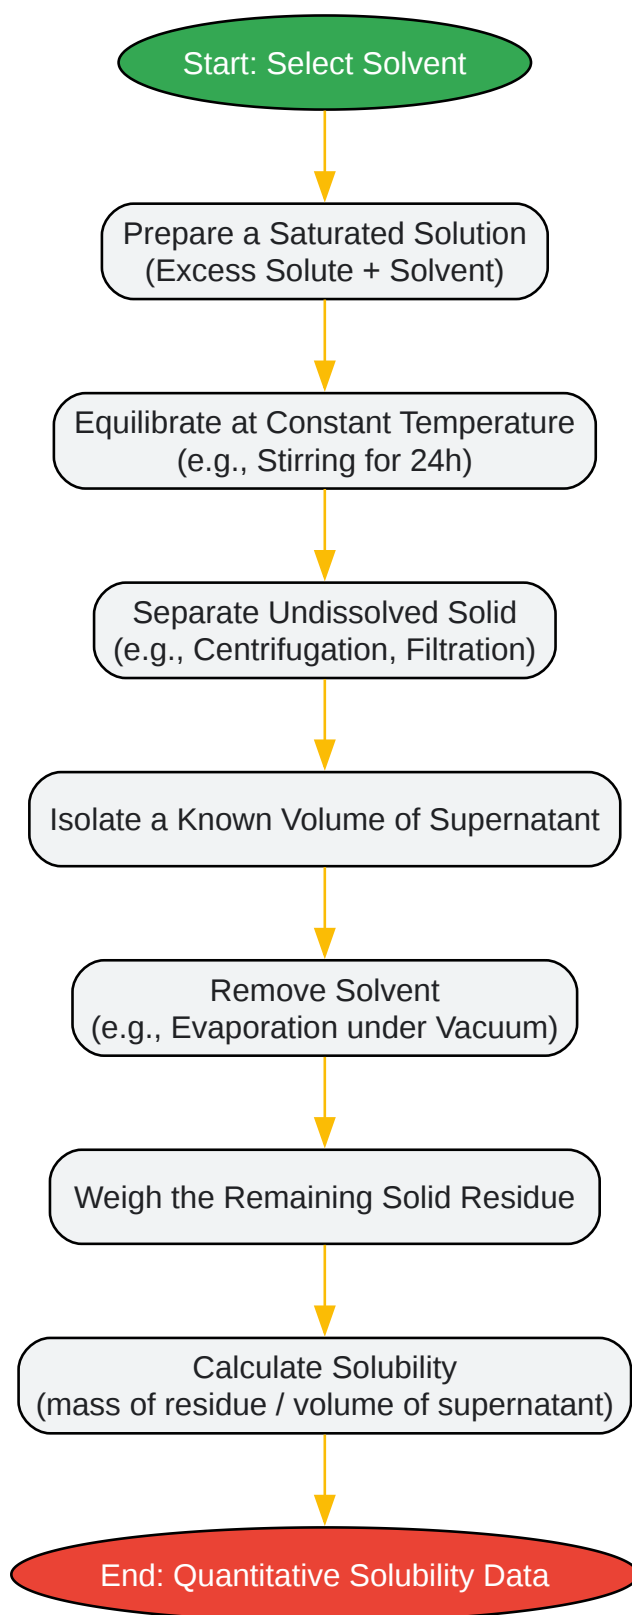 Start: Select Solvent
Prepare a Saturated Solution
(Excess Solute + Solvent)
Equilibrate at Constant Temperature
(e.g., Stirring for 24h)
Separate Undissolved Solid
(e.g., Centrifugation, Filtration)
Isolate a Known Volume of Supernatant
Remove Solvent
(e.g., Evaporation under Vacuum)
Weigh the Remaining Solid Residue
Calculate Solubility
(mass of residue / volume of supernatant)
End: Quantitative Solubility Data